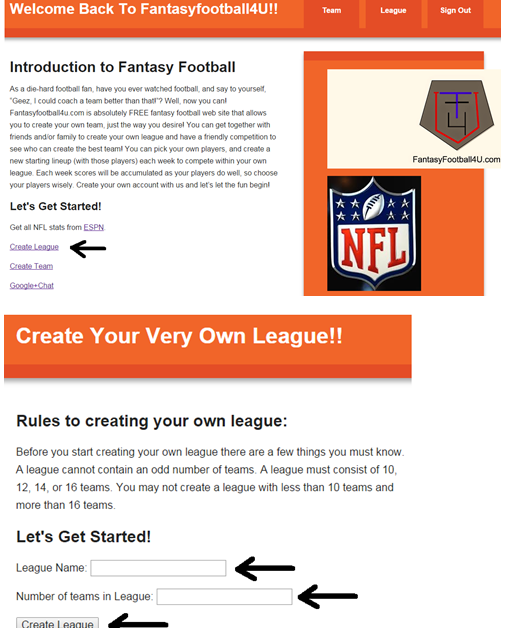 Welcome Back To Fantasyfootball4U!!
Team
League
Sign Out
Introduction to Fantasy Football
As a die-hard football fan, have you ever watched football, and say to yourself,
"Geez, I could coach a team better than that!"? Well, now you can!
Fantasyfootball4u.com is absolutely FREE fantasy football web site that allows
you to create your own team, just the way you desire! You can get together with
friends and/or family to create your own league and have a friendly competition to
see who can create the best team! You can pick your own players, and create a
new starting lineup (with those players) each week to compete within your own
league. Each week scores will be accumulated as your players do well, so choose
your players wisely. Create your own account with us and let's let the fun begin!
Let's Get Started!
Get all NFL stats from ESPN.
Create League
Create Team
Google+Chat
FantasyFootball4U.com
NFL
Create Your Very Own League!!
Rules to creating your own league:
Before you start creating your own league there are a few things you must know.
A league cannot contain an odd number of teams. A league must consist of 10,
12, 14, or 16 teams. You may not create a league with less than 10 teams and
more than 16 teams.
Let's Get Started!
League Name:
Number of teams in League:
Create League